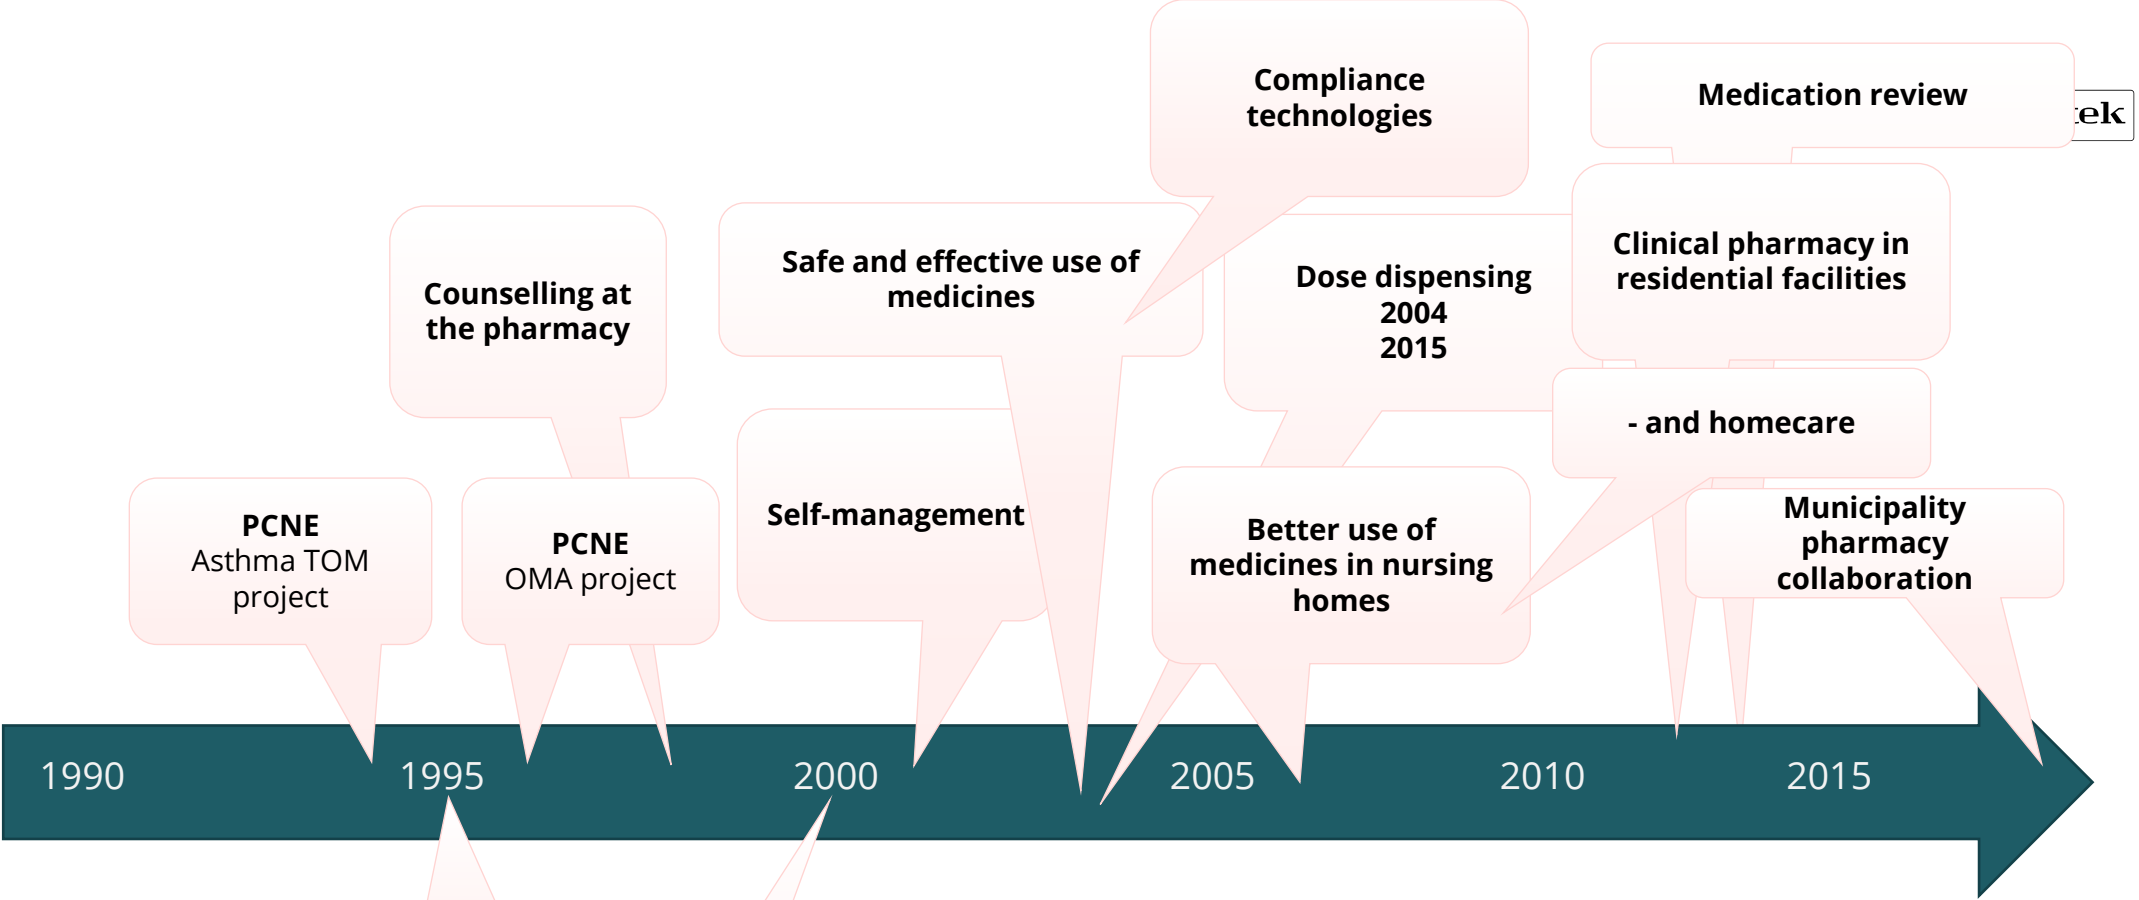 Compliance
technologies
Medication review
Counselling at
the pharmacy
Safe and effective use of
medicines
Dose dispensing
2004
2015
Clinical pharmacy in
residential facilities
- and homecare
PCNE
Asthma TOM
project
PCNE
OMA project
Self-management
Better use of
medicines in nursing
homes
Municipality
pharmacy
collaboration
1990 1995 2000 2005 2010 2015